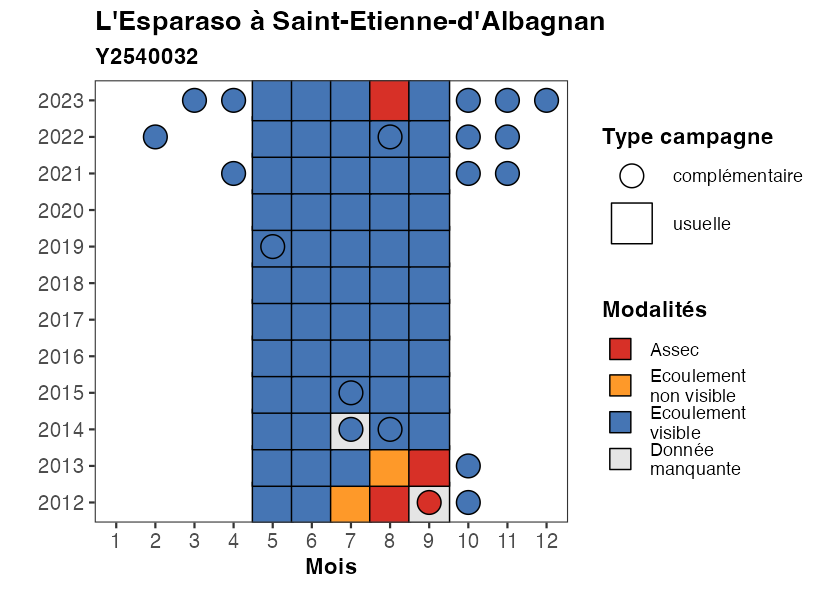 L'Esparaso à Saint-Etienne-d'Albagnan
Y2540032
2023
2022
2021
2020
2019
2018
2017
2016
2015
2014
2013
2012
1 2 3 4 5 6 7 8 9 10 11 12
Mois
Type campagne
complémentaire
usuelle
Modalités
Assec
Ecoulement
non visible
Ecoulement
visible
Donnée
manquante